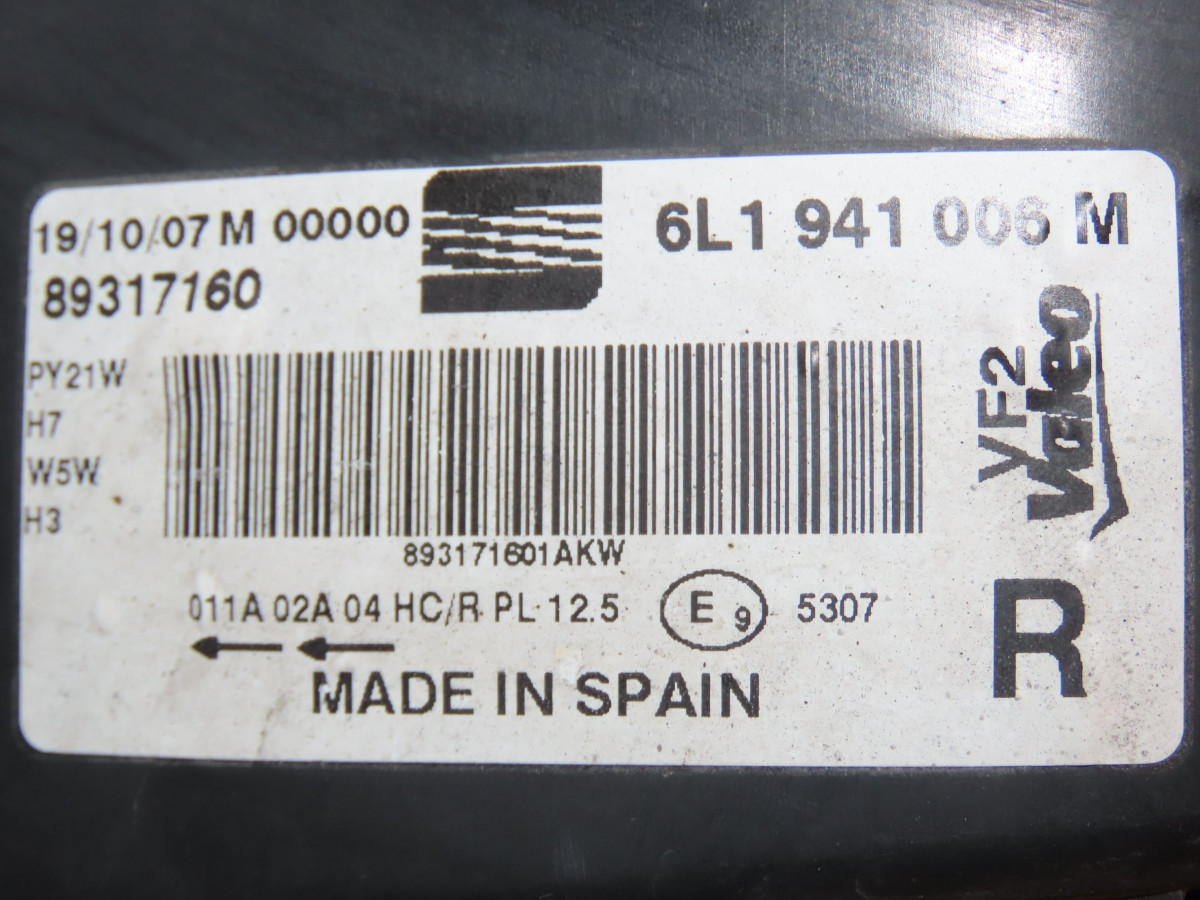 19/10/07 M 00000
6L1 941 006 M
89317160
PY21W
H7
W5W
H3
VF2
Valeo
893171601AKW
011A 02A 04 HC/R PL 12.5
E 9
5307
R
MADE IN SPAIN